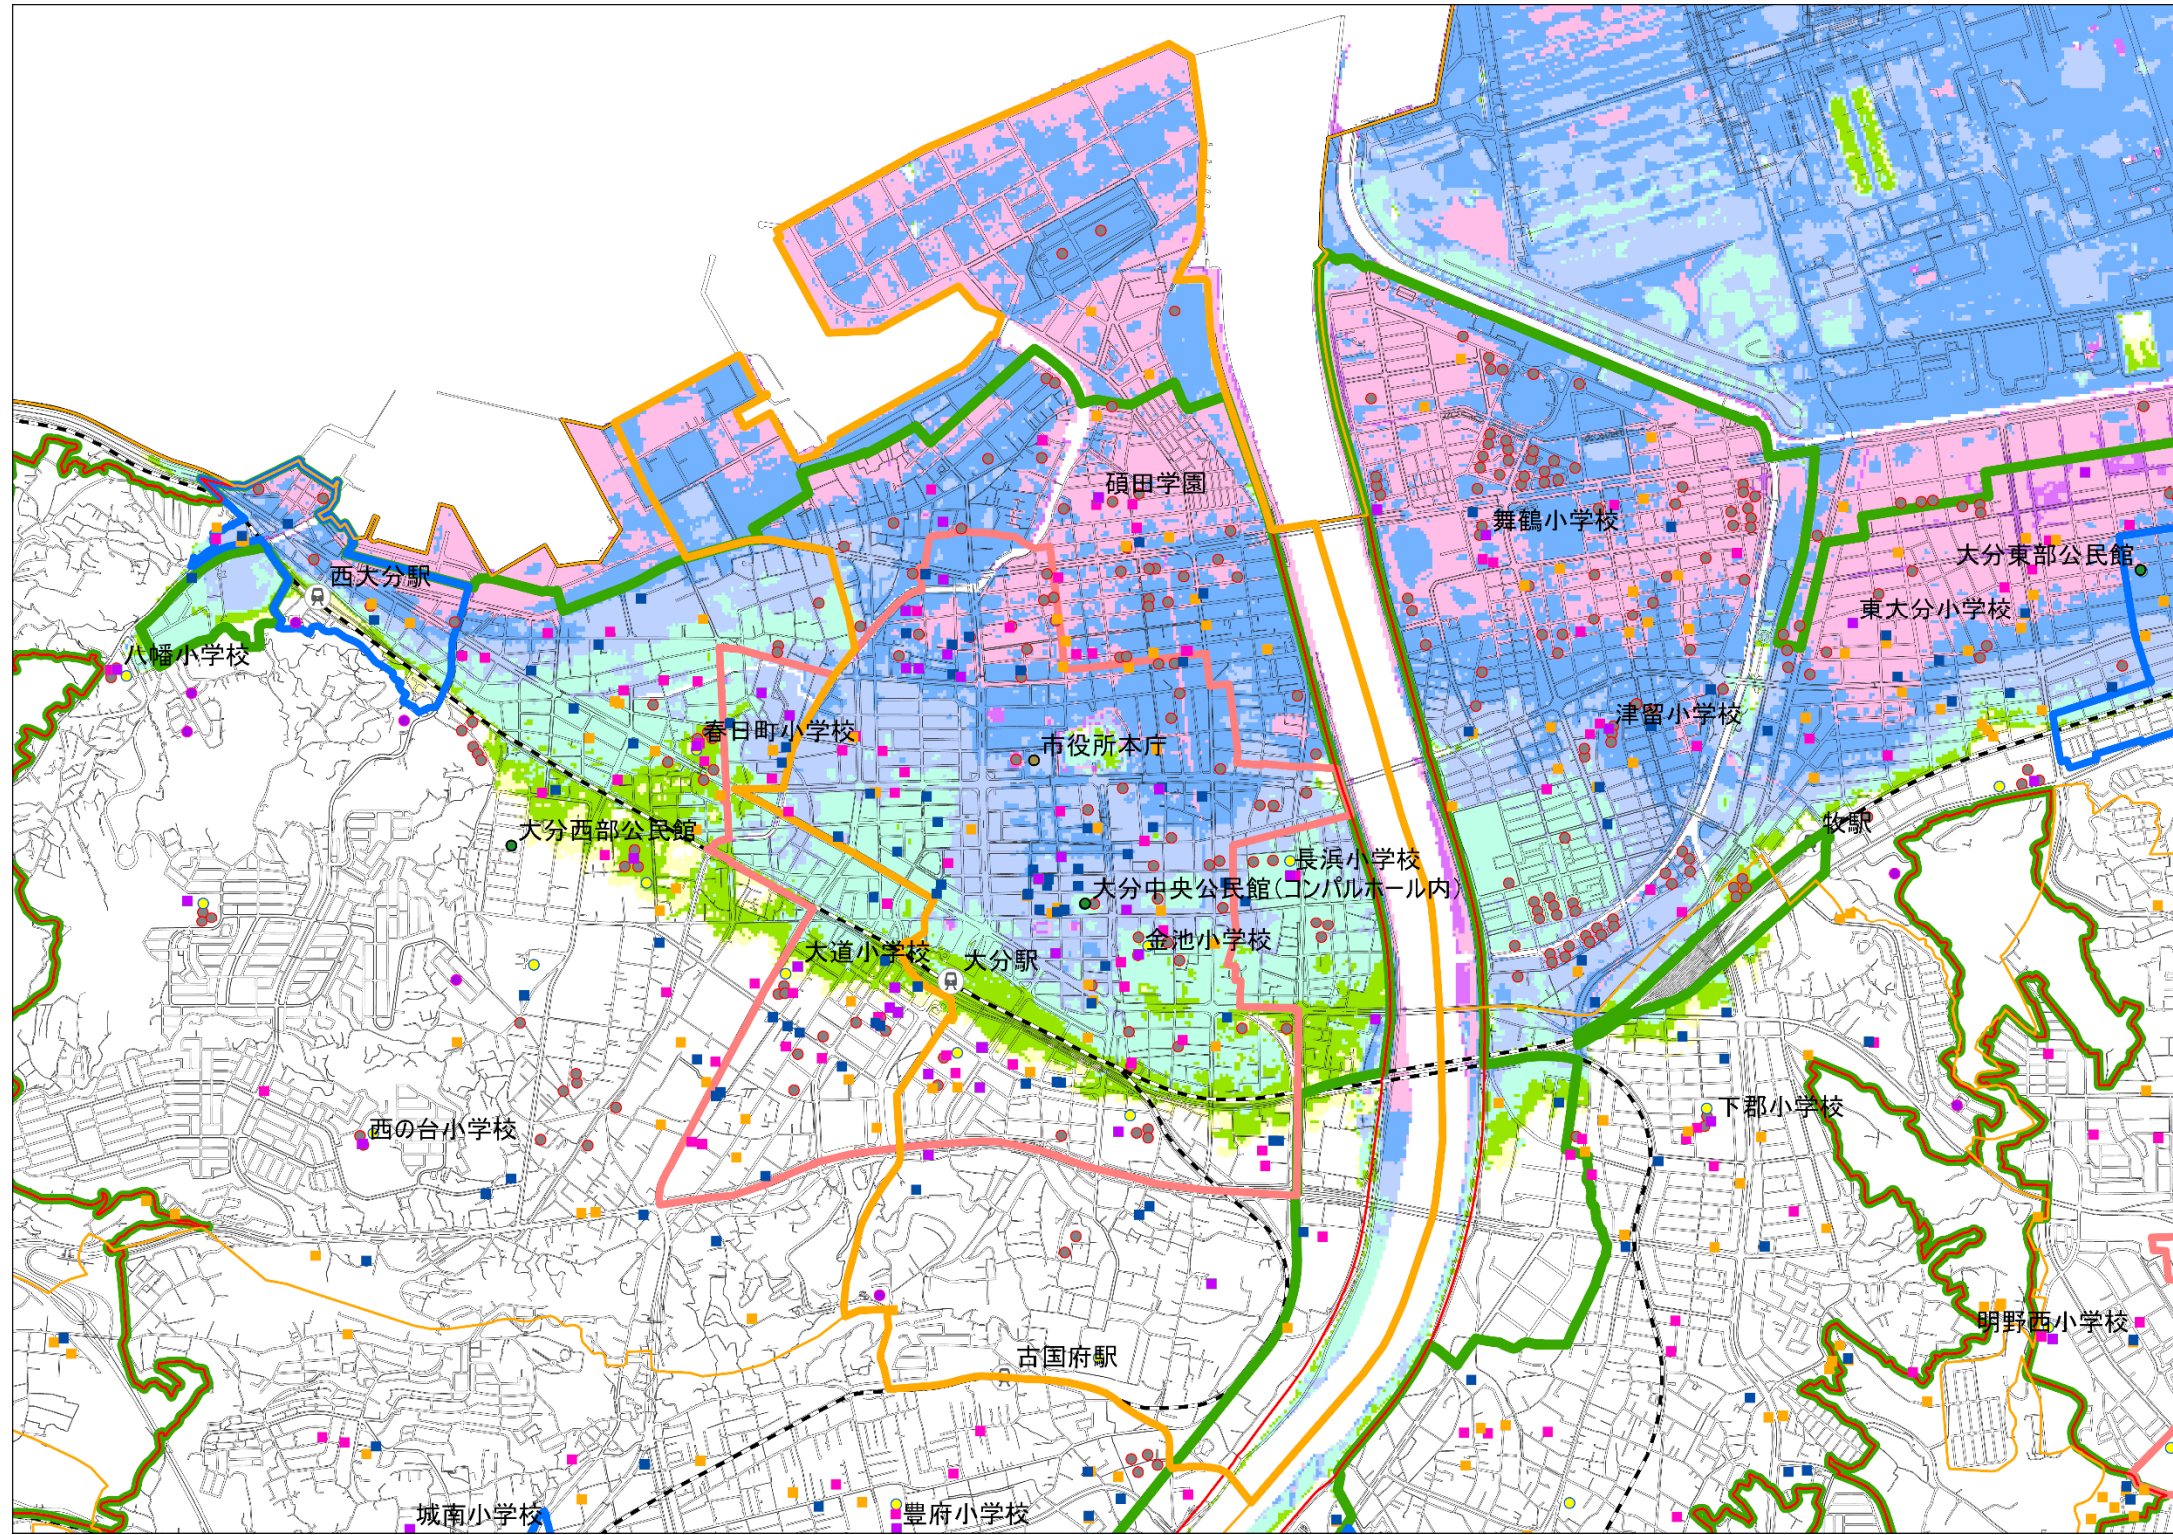 碩田学園
舞鶴小学校
大分東部公民館
西大分駅
東大分小学校
八幡小学校
津留小学校
春日町小学校
市役所本庁
牧駅
大分西部公民館
長浜小学校
大分中央公民館(コンパルホール内)
金池小学校
大道小学校
大分駅
下郡小学校
西の台小学校
明野西小学校
古国府駅
城南小学校
豊府小学校